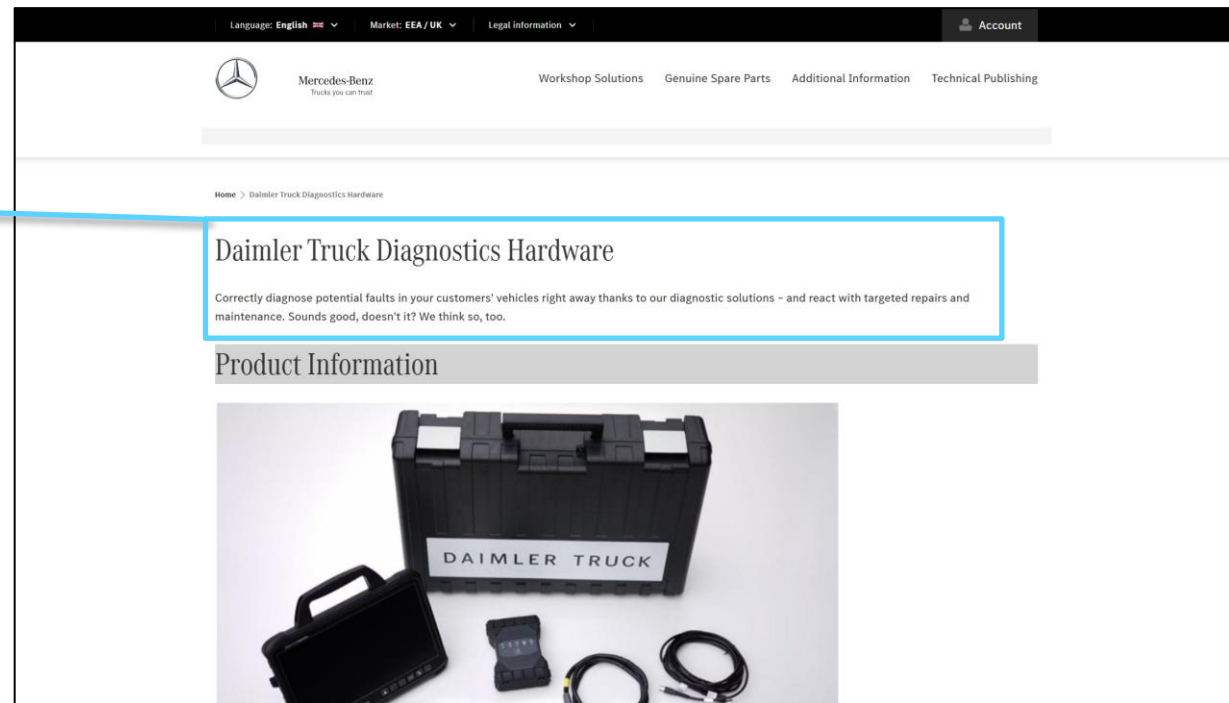 Language: English
Market: EEA / UK
Legal information
Account
Mercedes-Benz
Trucks you can trust
Workshop Solutions
Genuine Spare Parts
Additional Information
Technical Publishing
Home > Daimler Truck Diagnostics Hardware
Daimler Truck Diagnostics Hardware
Correctly diagnose potential faults in your customers' vehicles right away thanks to our diagnostic solutions – and react with targeted repairs and
maintenance. Sounds good, doesn't it? We think so, too.
Product Information
DAIMLER TRUCK